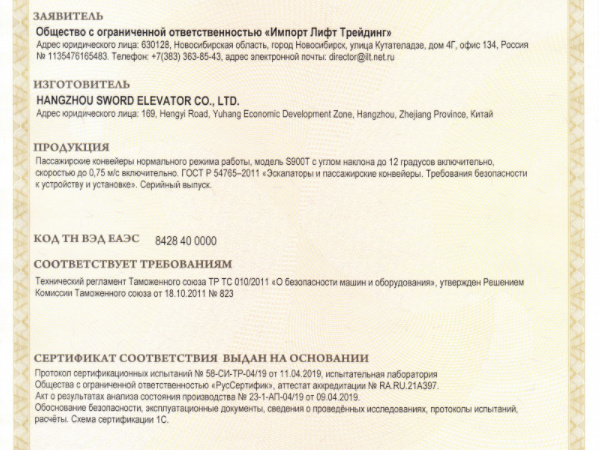 ЗАЯВИТЕЛЬ
Общество с ограниченной ответственностью «Импорт Лифт Трейдинг»
Адрес юридического лица: 630128, Новосибирская область, город Новосибирск, улица Кутателадзе, дом 4Г, офис 134, Россия
№ 1135476165483. Телефон: +7(383) 363-85-43, адрес электронной почты: director@ilt.net.ru
ИЗГОТОВИТЕЛЬ
HANGZHOU SWORD ELEVATOR CO., LTD.
Адрес юридического лица: 169, Hengyi Road, Yuhang Economic Development Zone, Hangzhou, Zhejiang Province, Китай
ПРОДУКЦИЯ
Пассажирские конвейеры нормального режима работы, модель S900T с углом наклона до 12 градусов включительно,
скоростью до 0,75 м/с включительно. ГОСТ Р 54765–2011 «Эскалаторы и пассажирские конвейеры. Требования безопасности
к устройству и установке». Серийный выпуск.
КОД ТН ВЭД ЕАЭС 8428 40 0000
СООТВЕТСТВУЕТ ТРЕБОВАНИЯМ
Технический регламент Таможенного союза ТР ТС 010/2011 «О безопасности машин и оборудования», утвержден Решением
Комиссии Таможенного союза от 18.10.2011 № 823
СЕРТИФИКАТ СООТВЕТСТВИЯ ВЫДАН НА ОСНОВАНИИ
Протокол сертификационных испытаний № 58-СИ-ТР-04/19 от 11.04.2019, испытательная лаборатория
Общества с ограниченной ответственностью «РусСертифик», аттестат аккредитации № RA.RU.21А397.
Акт о результатах анализа состояния производства № 23-1-АП-04/19 от 09.04.2019.
Обоснование безопасности, эксплуатационные документы, сведения о проведённых исследованиях, протоколы испытаний,
расчёты. Схема сертификации 1С.